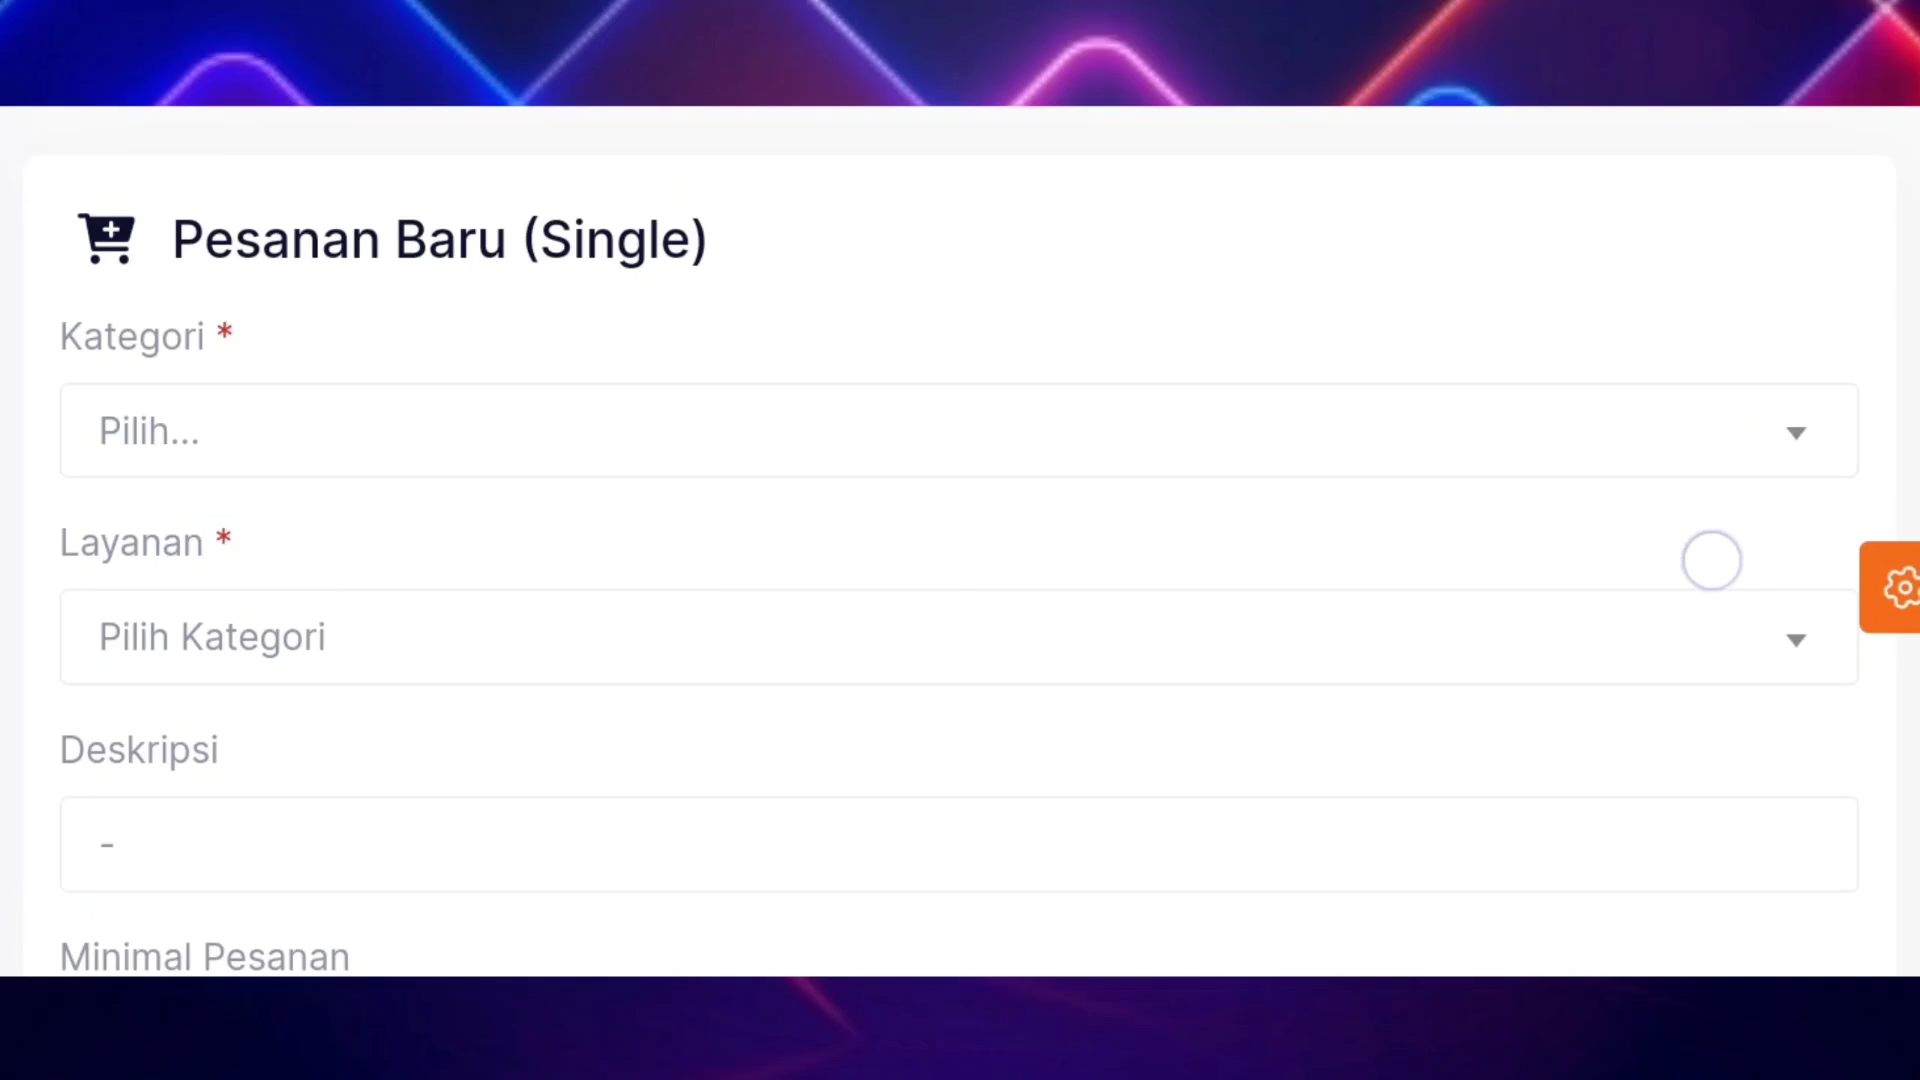 Pesanan Baru (Single)
Kategori *
Pilih...
Layanan *
Pilih Kategori
Deskripsi
-
Minimal Pesanan